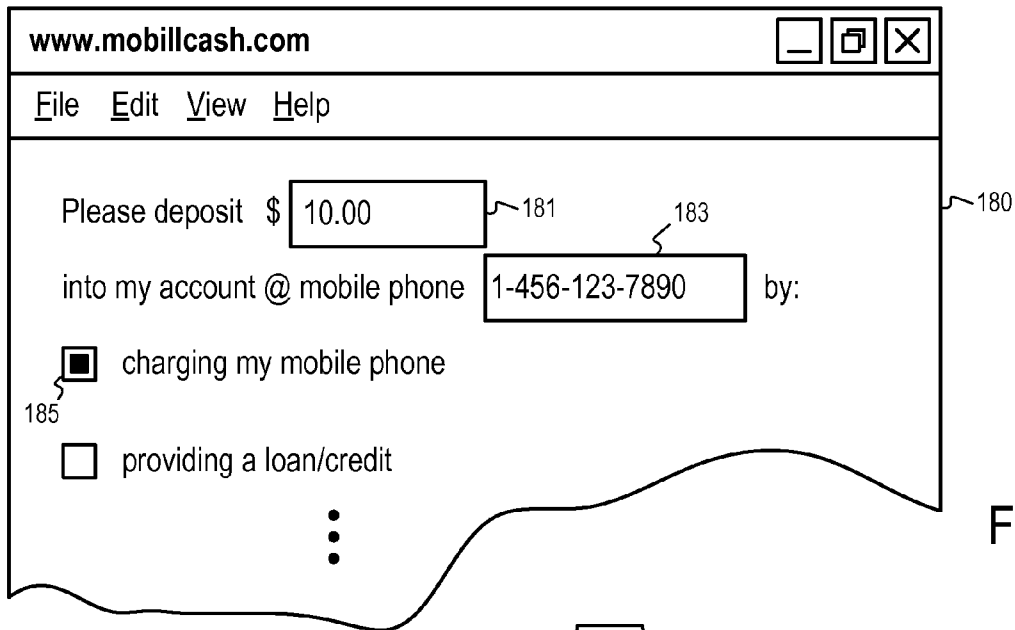 www.mobillcash.com
File Edit View Help
Please deposit $ 10.00
181
183
180
into my account @ mobile phone 1-456-123-7890 by:
charging my mobile phone
185
providing a loan/credit
F